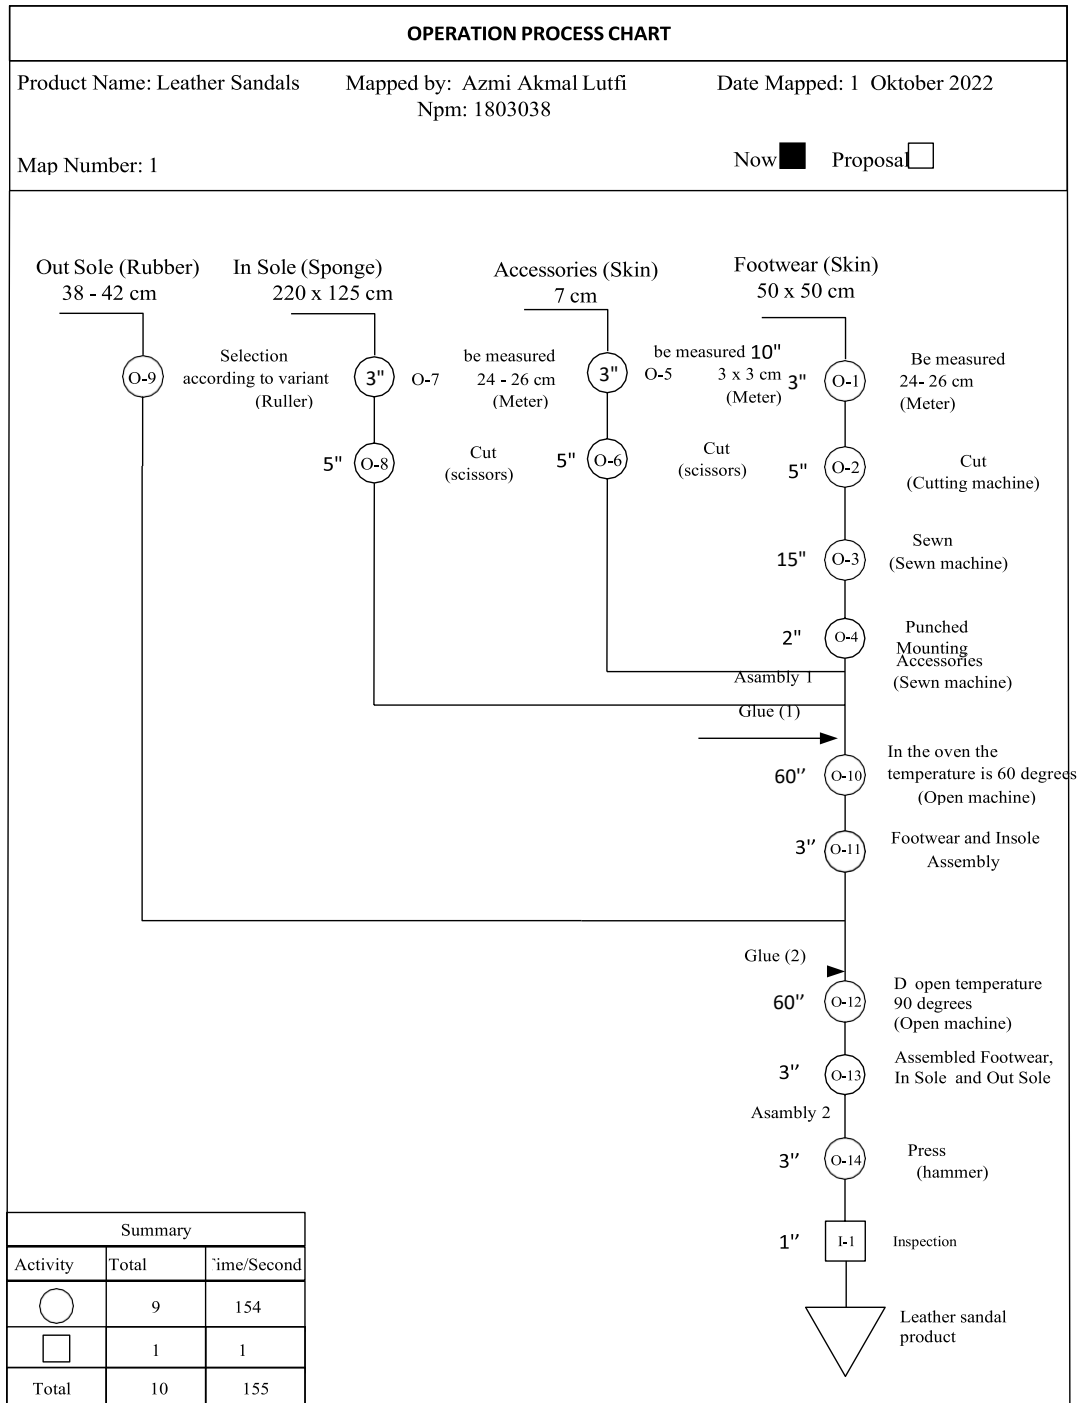 OPERATION PROCESS CHART
Product Name: Leather Sandals
Mapped by: Azmi Akmal Lutfi
Npm: 1803038
Date Mapped: 1 Oktober 2022
Map Number: 1
Now
Proposal
Out Sole (Rubber)
38 - 42 cm
In Sole (Sponge)
220 x 125 cm
Accessories (Skin)
7 cm
Footwear (Skin)
50 x 50 cm
O-9
Selection
according to variant
(Ruller)
3"
O-7
be measured
24 - 26 cm
(Meter)
3"
O-5
be measured 10"
3 x 3 cm
(Meter)
3"
O-1
Be measured
24- 26 cm
(Meter)
5"
O-8
Cut
(scissors)
5"
O-6
Cut
(scissors)
5"
O-2
Cut
(Cutting machine)
15"
O-3
Sewn
(Sewn machine)
2"
O-4
Punched
Mounting
Accessories
(Sewn machine)
Asambly 1
Glue (1)
60''
O-10
In the oven the
temperature is 60 degrees
(Open machine)
3''
O-11
Footwear and Insole
Assembly
Glue (2)
60''
O-12
D open temperature
90 degrees
(Open machine)
3''
O-13
Assembled Footwear,
In Sole and Out Sole
Asambly 2
3''
O-14
Press
(hammer)
1''
I-1
Inspection
Leather sandal
product
Summary
Activity
Total
ime/Second
9
154
1
1
Total
10
155